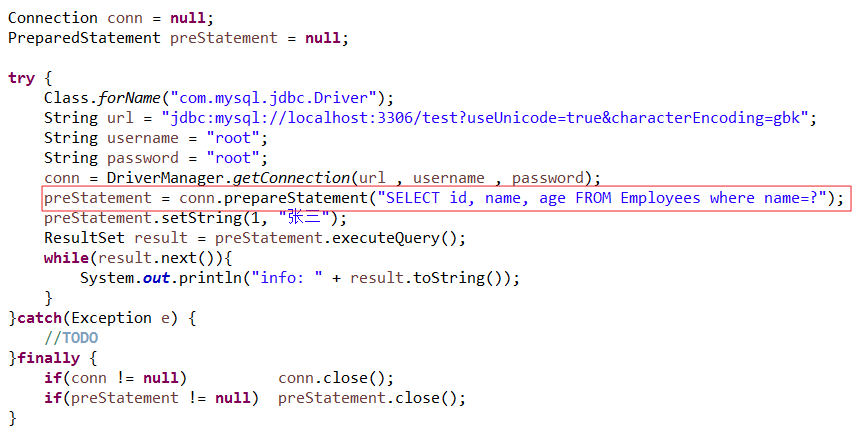 Connection conn = null;
PreparedStatement preStatement = null;

try {
    Class.forName("com.mysql.jdbc.Driver");
    String url = "jdbc:mysql://localhost:3306/test?useUnicode=true&characterEncoding=gbk";
    String username = "root";
    String password = "root";
    conn = DriverManager.getConnection(url , username , password);
    preStatement = conn.prepareStatement("SELECT id, name, age FROM Employees where name=?");
    preStatement.setString(1, "张三");
    ResultSet result = preStatement.executeQuery();
    while(result.next()){
        System.out.println("info: " + result.toString());
    }
}catch(Exception e) {
    //TODO
}finally {
    if(conn != null)          conn.close();
    if(preStatement != null)  preStatement.close();
}